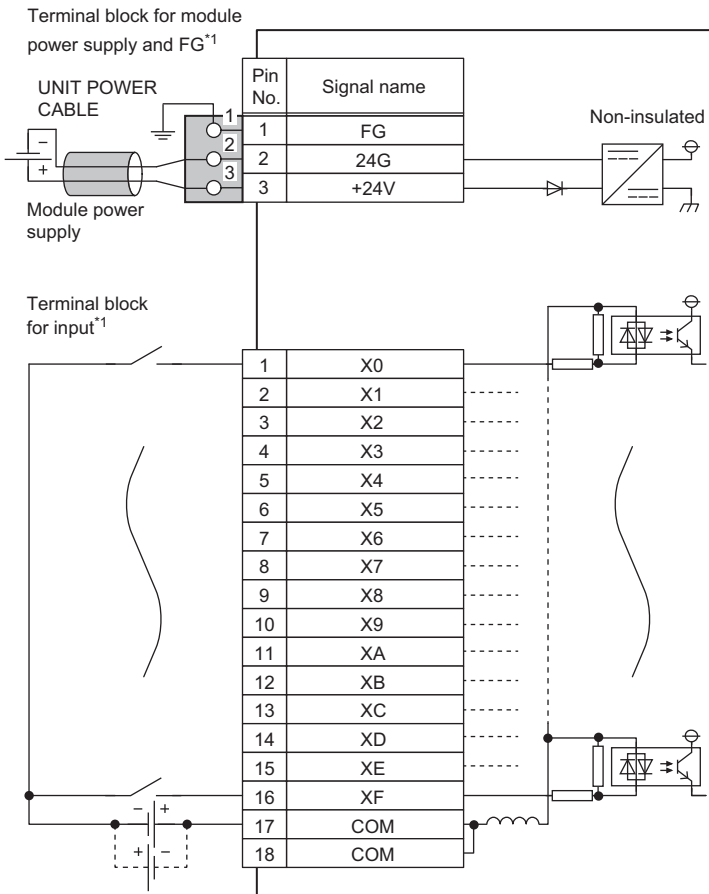 Terminal block for module
power supply and FG*1
UNIT POWER
CABLE
Pin
No.
Signal name
Non-insulated
1
2
3
1 FG
2 24G
3 +24V
−
+
Module power
supply
Terminal block
for input*1
1 X0
2 X1
3 X2
4 X3
5 X4
6 X5
7 X6
8 X7
9 X8
10 X9
11 XA
12 XB
13 XC
14 XD
15 XE
16 XF
17 COM
18 COM
− +
+ −